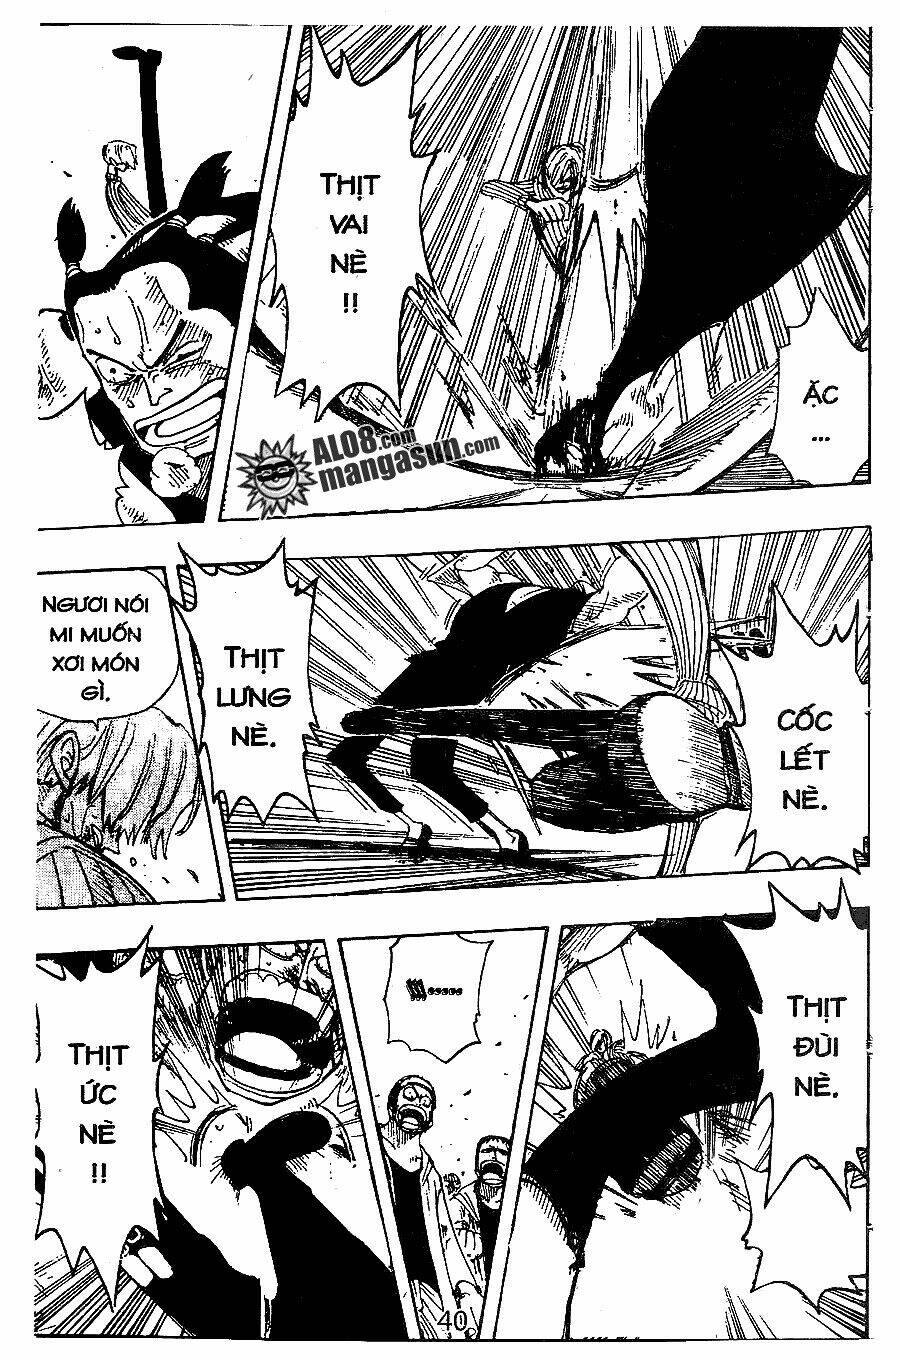 THỊT
VAI
NÈ
!!
ẶC
...
AL08.com
mangasun.com
NGƯƠI NÓI
MI MUỐN
XƠI MÓN
GÌ.
THỊT
LƯNG
NÈ.
CỐC
LẾT
NÈ.
THỊT
ỨC
NÈ
!!
THỊT
ĐÙI
NÈ.
40